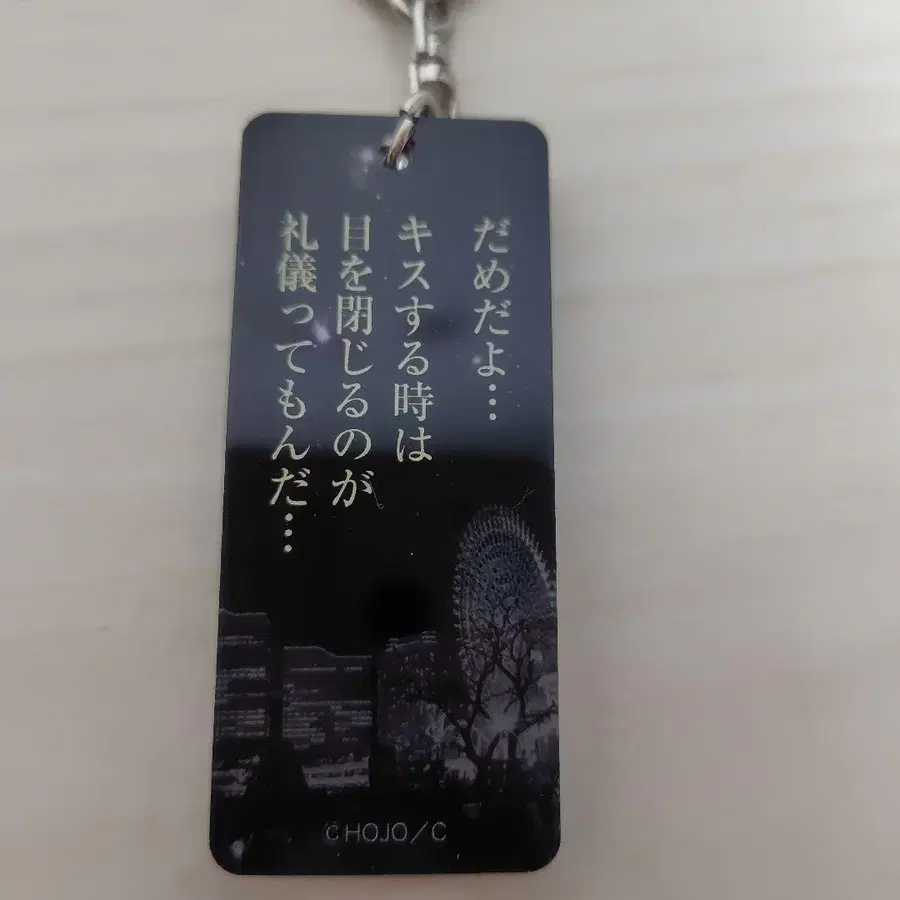 だめだよ…
キスする時は
目を閉じるのが
礼儀ってもんだ…
©HOJO/C